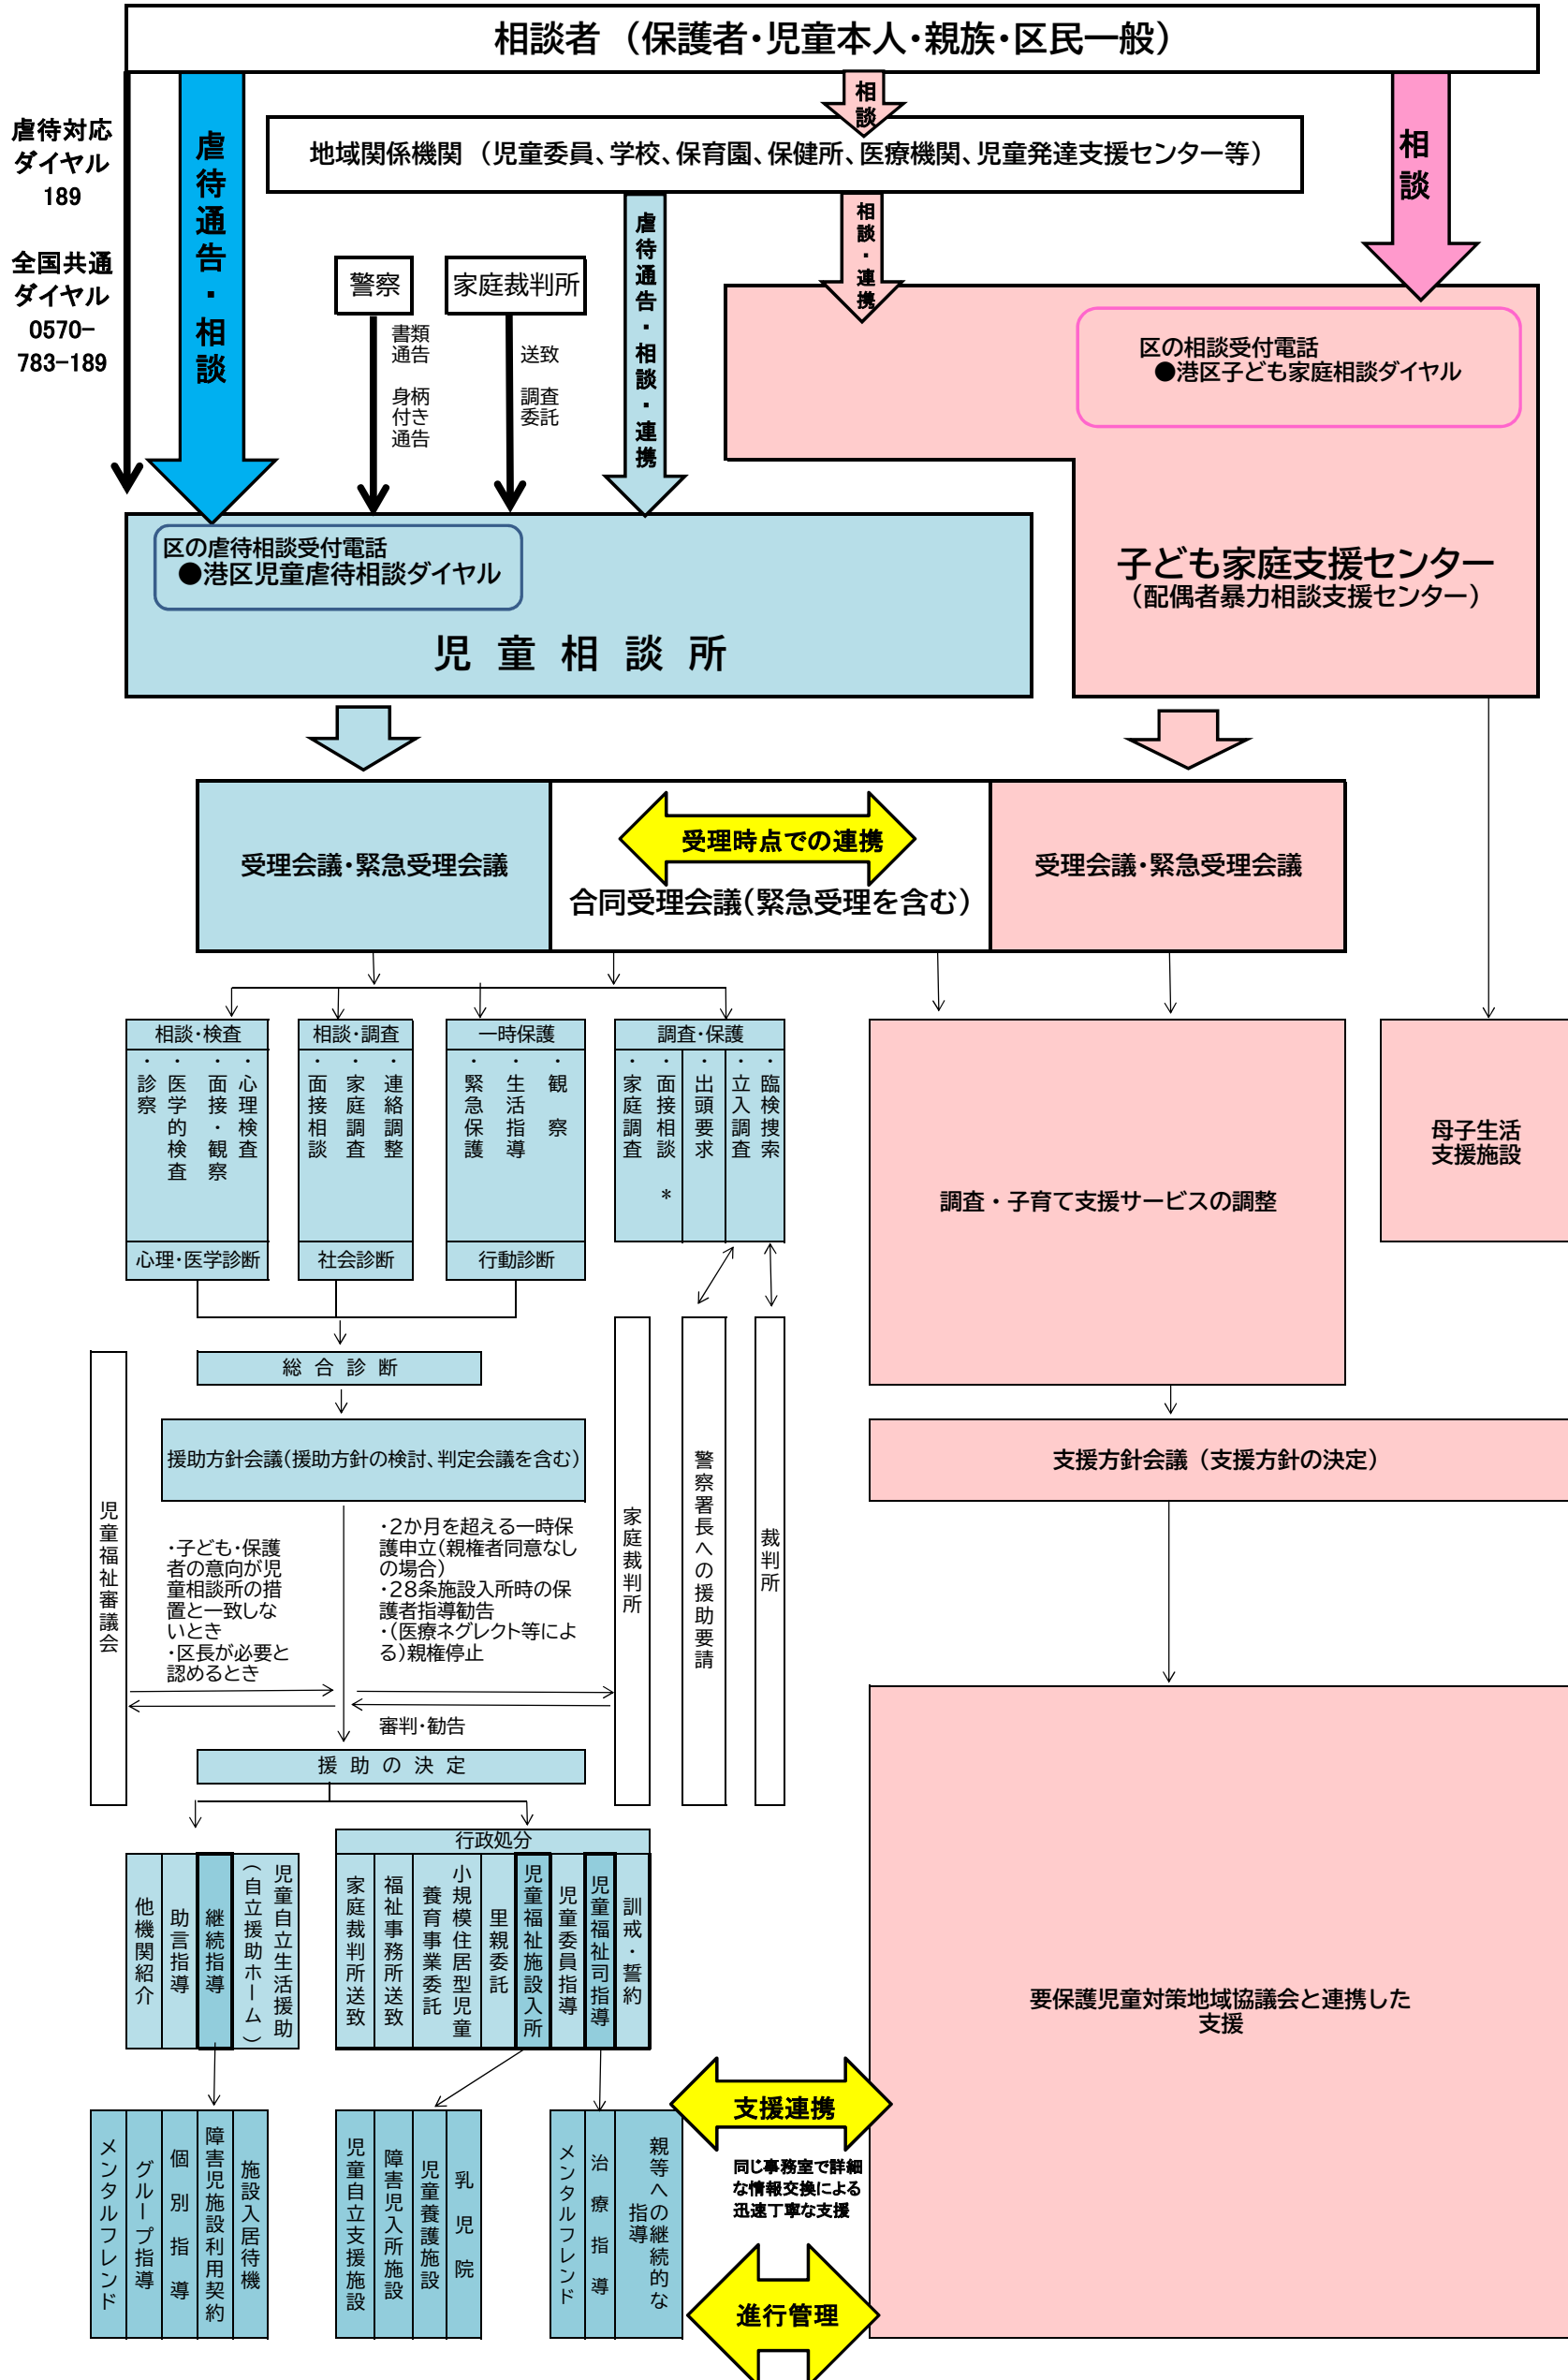 相談者（保護者・児童本人・親族・区民一般）
虐待対応
ダイヤル
189
全国共通
ダイヤル
0570-
783-189
虐待通告・相談
相談
地域関係機関（児童委員、学校、保育園、保健所、医療機関、児童発達支援センター等）
相談
警察
家庭裁判所
書類
通告
身柄
付き
通告
送致
調査
委託
虐待通告・相談・連携
相談・連携
区の相談受付電話
●港区子ども家庭相談ダイヤル
子ども家庭支援センター
（配偶者暴力相談支援センター）
区の虐待相談受付電話
●港区児童虐待相談ダイヤル
児童相談所
受理会議・緊急受理会議
受理時点での連携
合同受理会議（緊急受理を含む）
受理会議・緊急受理会議
相談・検査
・診察
・医学的検査
・面接・観察
・心理検査
心理・医学診断
相談・調査
・面接相談
・家庭調査
・連絡調整
社会診断
一時保護
・緊急保護
・生活指導
・観察
行動診断
調査・保護
・家庭調査
・面接相談 *
・出頭要求
・立入調査
・臨検捜索
調査・子育て支援サービスの調整
母子生活
支援施設
総合診断
援助方針会議（援助方針の検討、判定会議を含む）
支援方針会議（支援方針の決定）
児童福祉審議会
・子ども・保護
者の意向が児
童相談所の措
置と一致しな
いとき
・区長が必要と
認めるとき
・2か月を超える一時保
護申立（親権者同意なし
の場合）
・28条施設入所時の保
護者指導勧告
・（医療ネグレクト等によ
る）親権停止
審判・勧告
家庭裁判所
警察署長への援助要請
裁判所
援助の決定
行政処分
他機関紹介
助言指導
継続指導
児童自立生活援助
（自立援助ホーム）
家庭裁判所送致
福祉事務所送致
小規模住居型児童
養育事業委託
里親委託
児童福祉施設入所
児童委員指導
児童福祉司指導
訓戒・誓約
要保護児童対策地域協議会と連携した
支援
メンタルフレンド
グループ指導
個別指導
障害児施設利用契約
施設入居待機
児童自立支援施設
障害児入所施設
児童養護施設
乳児院
メンタルフレンド
治療指導
親等への継続的な
指導
支援連携
同じ事務室で詳細
な情報交換による
迅速丁寧な支援
進行管理